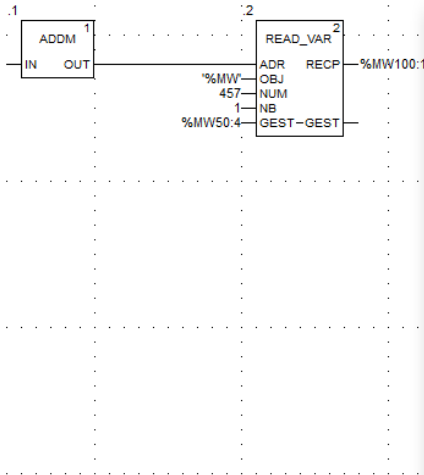 .1
.2
1
ADDM
IN OUT
2
READ_VAR
ADR RECP %MW100:1
'%MW' OBJ
457 NUM
1 NB
%MW50:4 GEST GEST